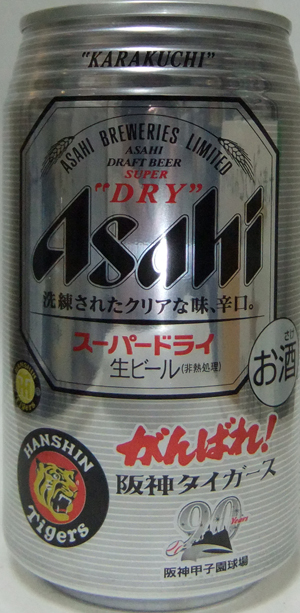 "KARAKUCHI"
ASAHI BREWERIES LIMITED
ASAHI
DRAFT BEER
SUPER
"DRY"
Asahi
洗練されたクリアな味、辛口。
スーパードライ
生ビール(非熱処理)
さけ
お酒
HANSHIN
Tigers
がんばれ!
阪神タイガース
90 Years
阪神甲子園球場